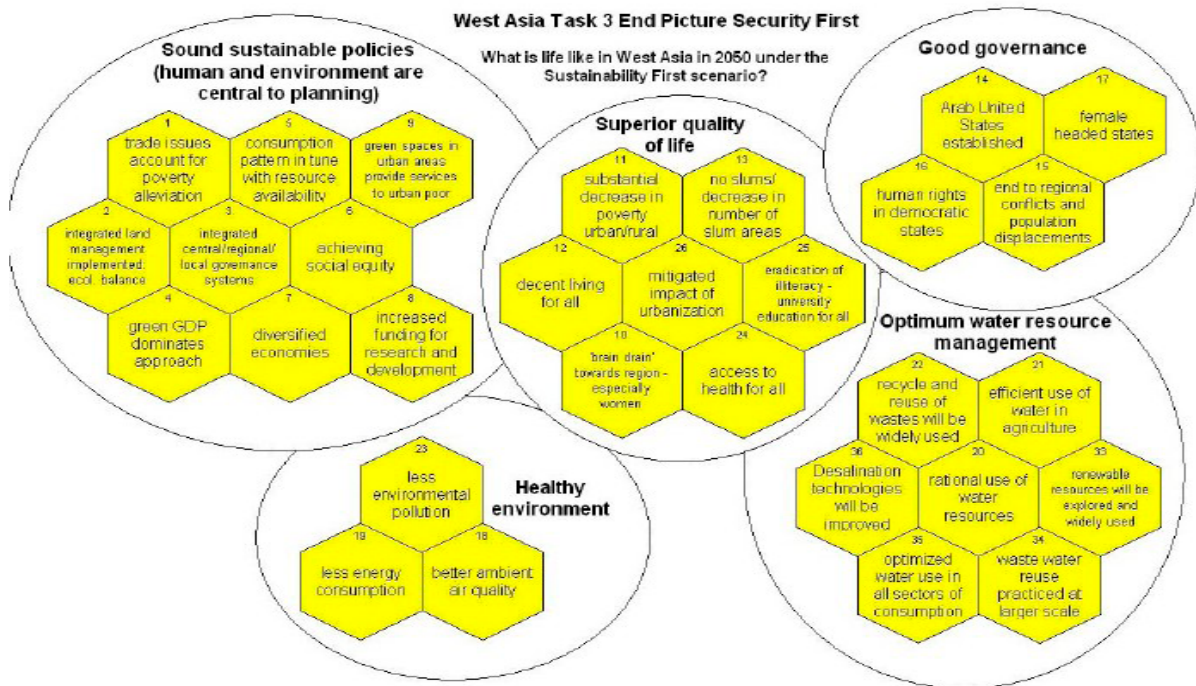 West Asia Task 3 End Picture Security First
What is life like in West Asia in 2050 under the
Sustainability First scenario?
Sound sustainable policies
(human and environment are
central to planning)
1
trade issues
account for
poverty
alleviation
5
consumption
pattern in tune
with resource
availability
9
green spaces in
urban areas
provide services
to urban poor
2
integrated land
management
implemented:
ecol. balance
3
integrated
central/regional/
local governance
systems
6
achieving
social equity
4
green GDP
dominates
approach
7
diversified
economies
8
increased
funding for
research and
development
Superior quality
of life
11
substantial
decrease in
poverty
urban/rural
13
no slums/
decrease in
number of
slum areas
12
decent living
for all
26
mitigated
impact of
urbanization
25
eradication of
illiteracy -
university
education for all
10
'brain drain'
towards region -
especially
women
24
access to
health for all
Good governance
14
Arab United
States
established
17
female
headed states
16
human rights
in democratic
states
15
end to regional
conflicts and
population
displacements
Healthy
environment
23
less
environmental
pollution
19
less energy
consumption
18
better ambient
air quality
Optimum water resource
management
22
recycle and
reuse of
wastes will be
widely used
21
efficient use of
water in
agriculture
36
Desalination
technologies
will be
improved
20
rational use of
water
resources
33
renewable
resources will be
explored and
widely used
35
optimized
water use in
all sectors of
consumption
34
waste water
reuse
practiced at
larger scale